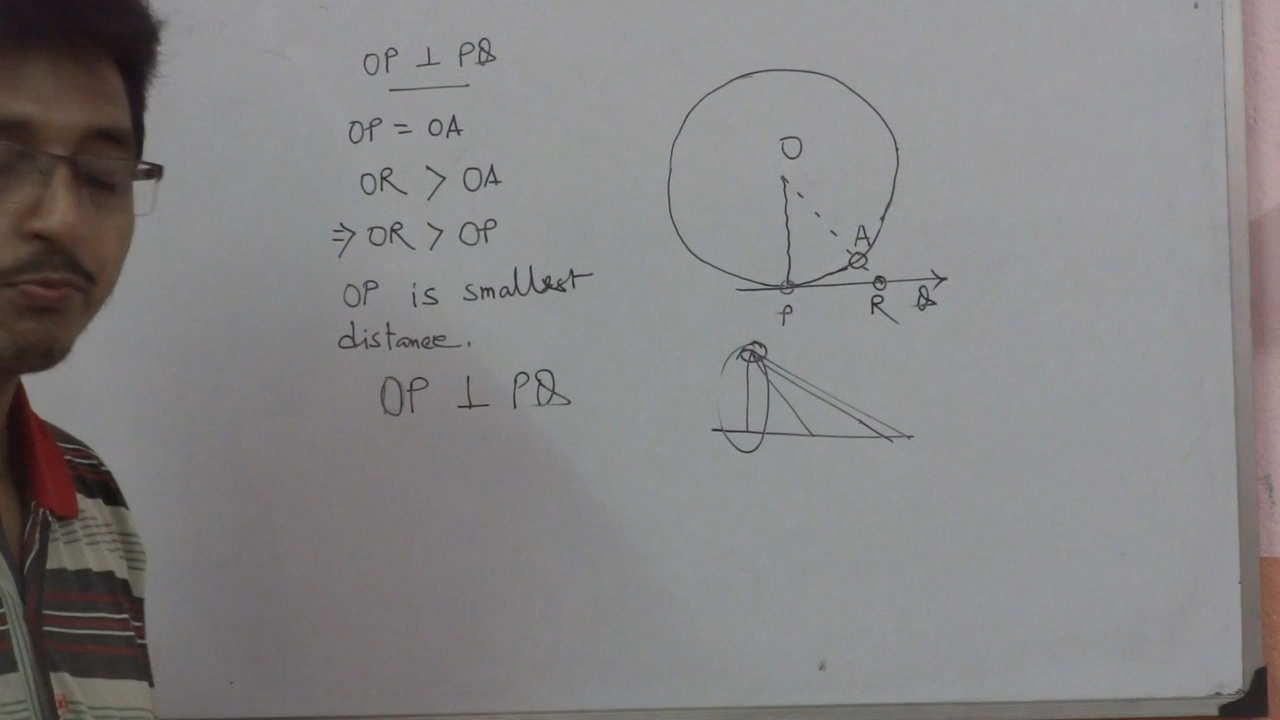 OP ⊥ PQ
OP = OA
OR > OA
⇒ OR > OP
OP is smallest
distance.
OP ⊥ PQ
O
A
P
R
Q